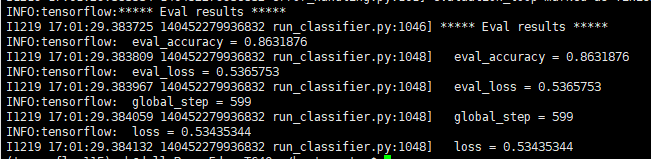 INFO:tensorflow:***** Eval results *****
I1219 17:01:29.383725 140452279936832 run_classifier.py:1046] ***** Eval results *****
INFO:tensorflow:  eval_accuracy = 0.8631876
I1219 17:01:29.383809 140452279936832 run_classifier.py:1048]   eval_accuracy = 0.8631876
INFO:tensorflow:  eval_loss = 0.5365753
I1219 17:01:29.383967 140452279936832 run_classifier.py:1048]   eval_loss = 0.5365753
INFO:tensorflow:  global_step = 599
I1219 17:01:29.384059 140452279936832 run_classifier.py:1048]   global_step = 599
INFO:tensorflow:  loss = 0.53435344
I1219 17:01:29.384132 140452279936832 run_classifier.py:1048]   loss = 0.53435344